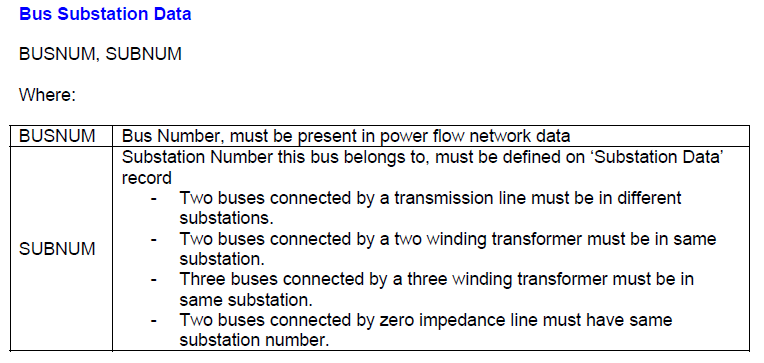 Bus Substation Data
BUSNUM, SUBNUM
Where:
BUSNUM Bus Number, must be present in power flow network data
Substation Number this bus belongs to, must be defined on ‘Substation Data’
record
- Two buses connected by a transmission line must be in different
substations.
- Two buses connected by a two winding transformer must be in same
substation.
SUBNUM
- Three buses connected by a three winding transformer must be in
same substation.
- Two buses connected by zero impedance line must have same
substation number.